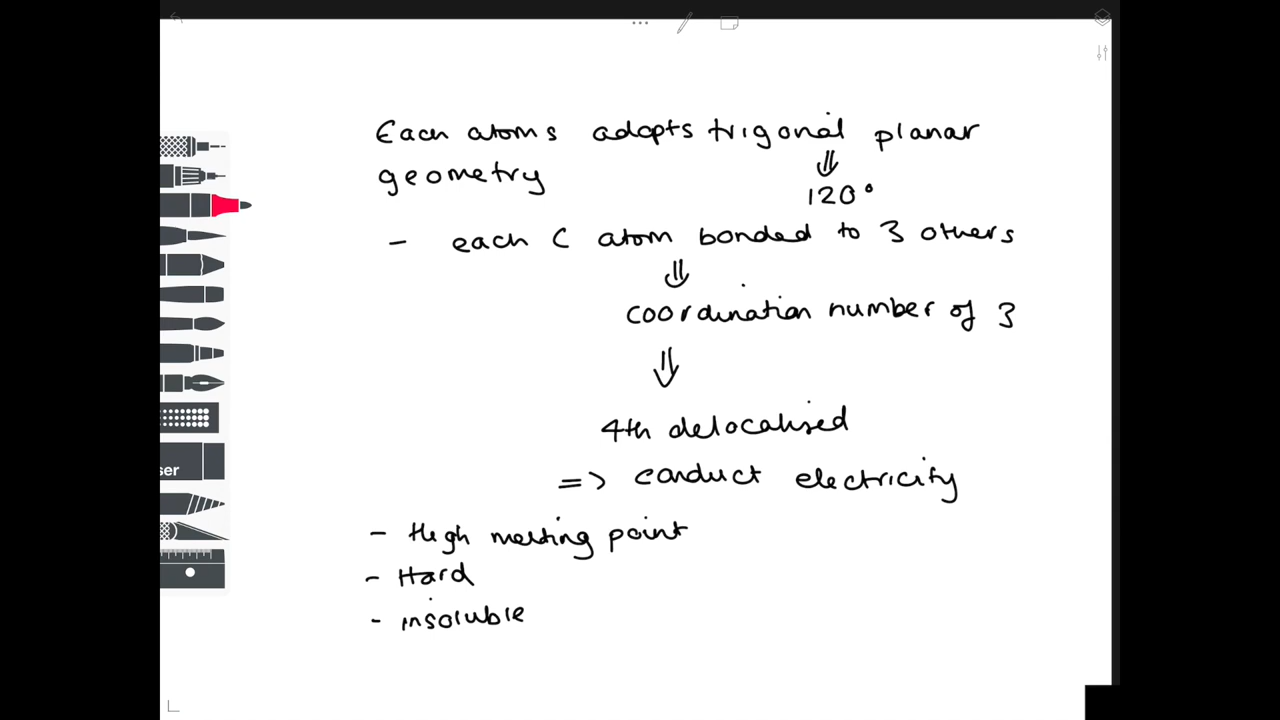 Each atoms adopts trigonal planar
geometry
⇓
120°
- each C atom bonded to 3 others
⇓
coordination number of 3
⇓
4th delocalised
=> conduct electricity
- High melting point
- Hard
- insoluble
ser